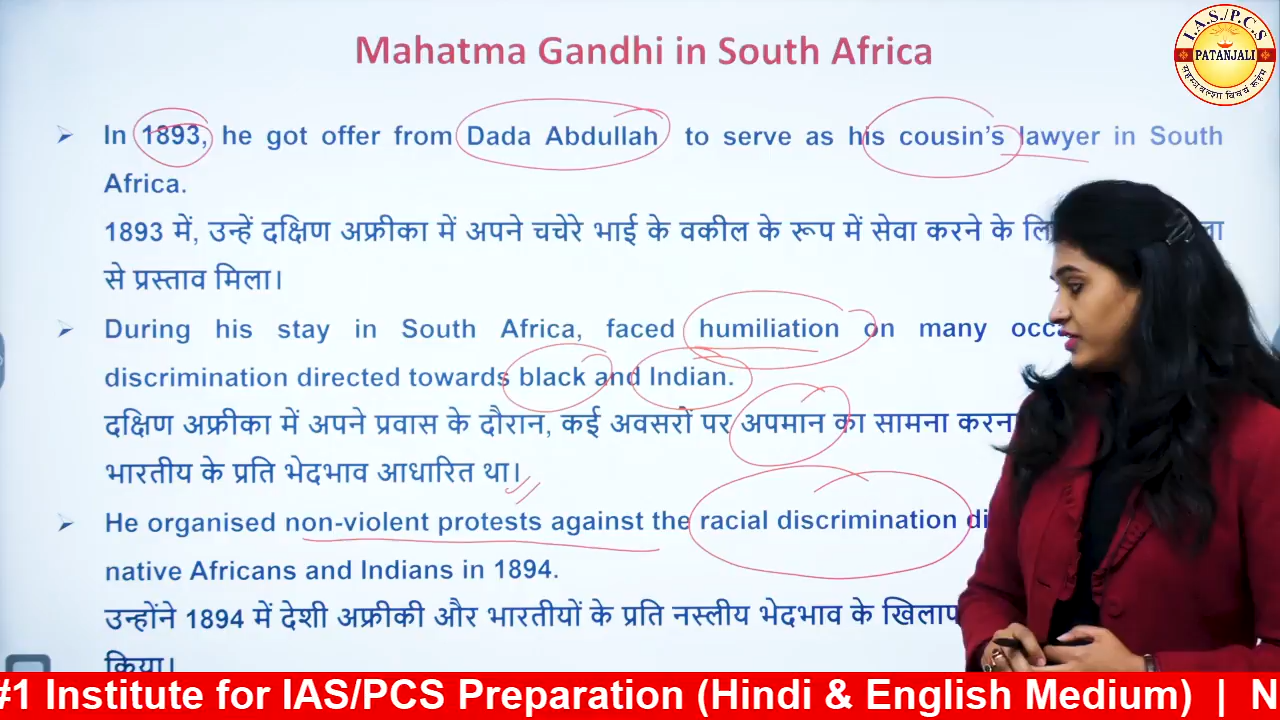 Mahatma Gandhi in South Africa
I.A.S./P.C.S
PATANJALI
➢ In 1893, he got offer from Dada Abdullah to serve as his cousin's lawyer in South
Africa.
1893 में, उन्हें दक्षिण अफ्रीका में अपने चचेरे भाई के वकील के रूप में सेवा करने के
से प्रस्ताव मिला।
➢ During his stay in South Africa, faced humiliation on many
discrimination directed towards black and Indian.
दक्षिण अफ्रीका में अपने प्रवास के दौरान, कई अवसरों पर अपमान का सामना करना
भारतीय के प्रति भेदभाव आधारित था।
➢ He organised non-violent protests against the racial discrimination
native Africans and Indians in 1894.
उन्होंने 1894 में देशी अफ्रीकी और भारतीयों के प्रति नस्लीय भेदभाव के खिलाफ
किया।
#1 Institute for IAS/PCS Preparation (Hindi & English Medium) | N